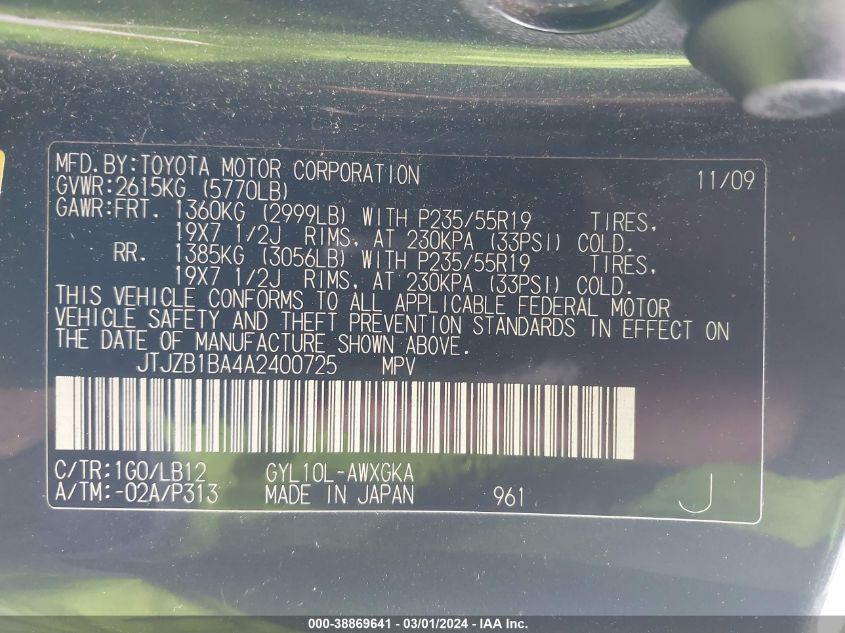 MFD.BY:TOYOTA MOTOR CORPORATION 11/09
GVWR:2615KG (5770LB)
GAWR:FRT. 1360KG (2999LB) WITH P235/55R19 TIRES,
19X7 1/2J RIMS, AT 230KPA (33PSI) COLD.
RR. 1385KG (3056LB) WITH P235/55R19 TIRES,
19X7 1/2J RIMS, AT 230KPA (33PSI) COLD.
THIS VEHICLE CONFORMS TO ALL APPLICABLE FEDERAL MOTOR
VEHICLE SAFETY AND THEFT PREVENTION STANDARDS IN EFFECT ON
THE DATE OF MANUFACTURE SHOWN ABOVE.
JTJZB1BA4A2400725 MPV
C/TR:1G0/LB12 GYL10L-AWXGKA
A/TM:-02A/P313 MADE IN JAPAN 961 J
000-38869641 - 03/01/2024 - IAA Inc.